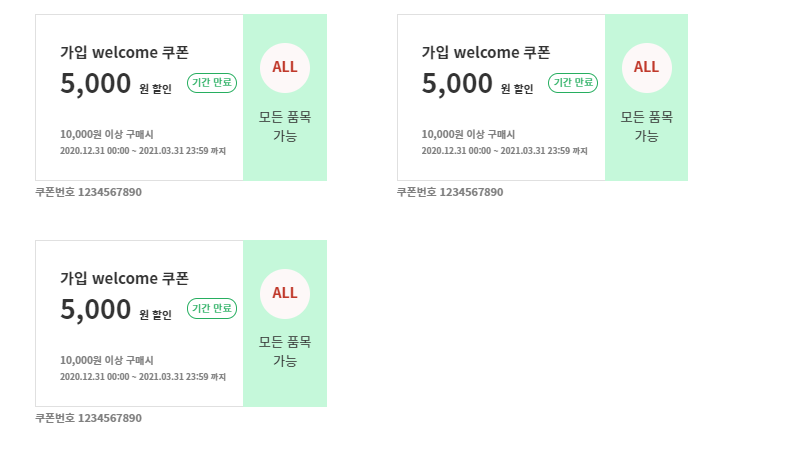 가입 welcome 쿠폰
5,000 원 할인 기간 만료
10,000원 이상 구매시
2020.12.31 00:00 ~ 2021.03.31 23:59 까지
ALL
모든 품목
가능
쿠폰번호 1234567890
가입 welcome 쿠폰
5,000 원 할인 기간 만료
10,000원 이상 구매시
2020.12.31 00:00 ~ 2021.03.31 23:59 까지
ALL
모든 품목
가능
쿠폰번호 1234567890
가입 welcome 쿠폰
5,000 원 할인 기간 만료
10,000원 이상 구매시
2020.12.31 00:00 ~ 2021.03.31 23:59 까지
ALL
모든 품목
가능
쿠폰번호 1234567890